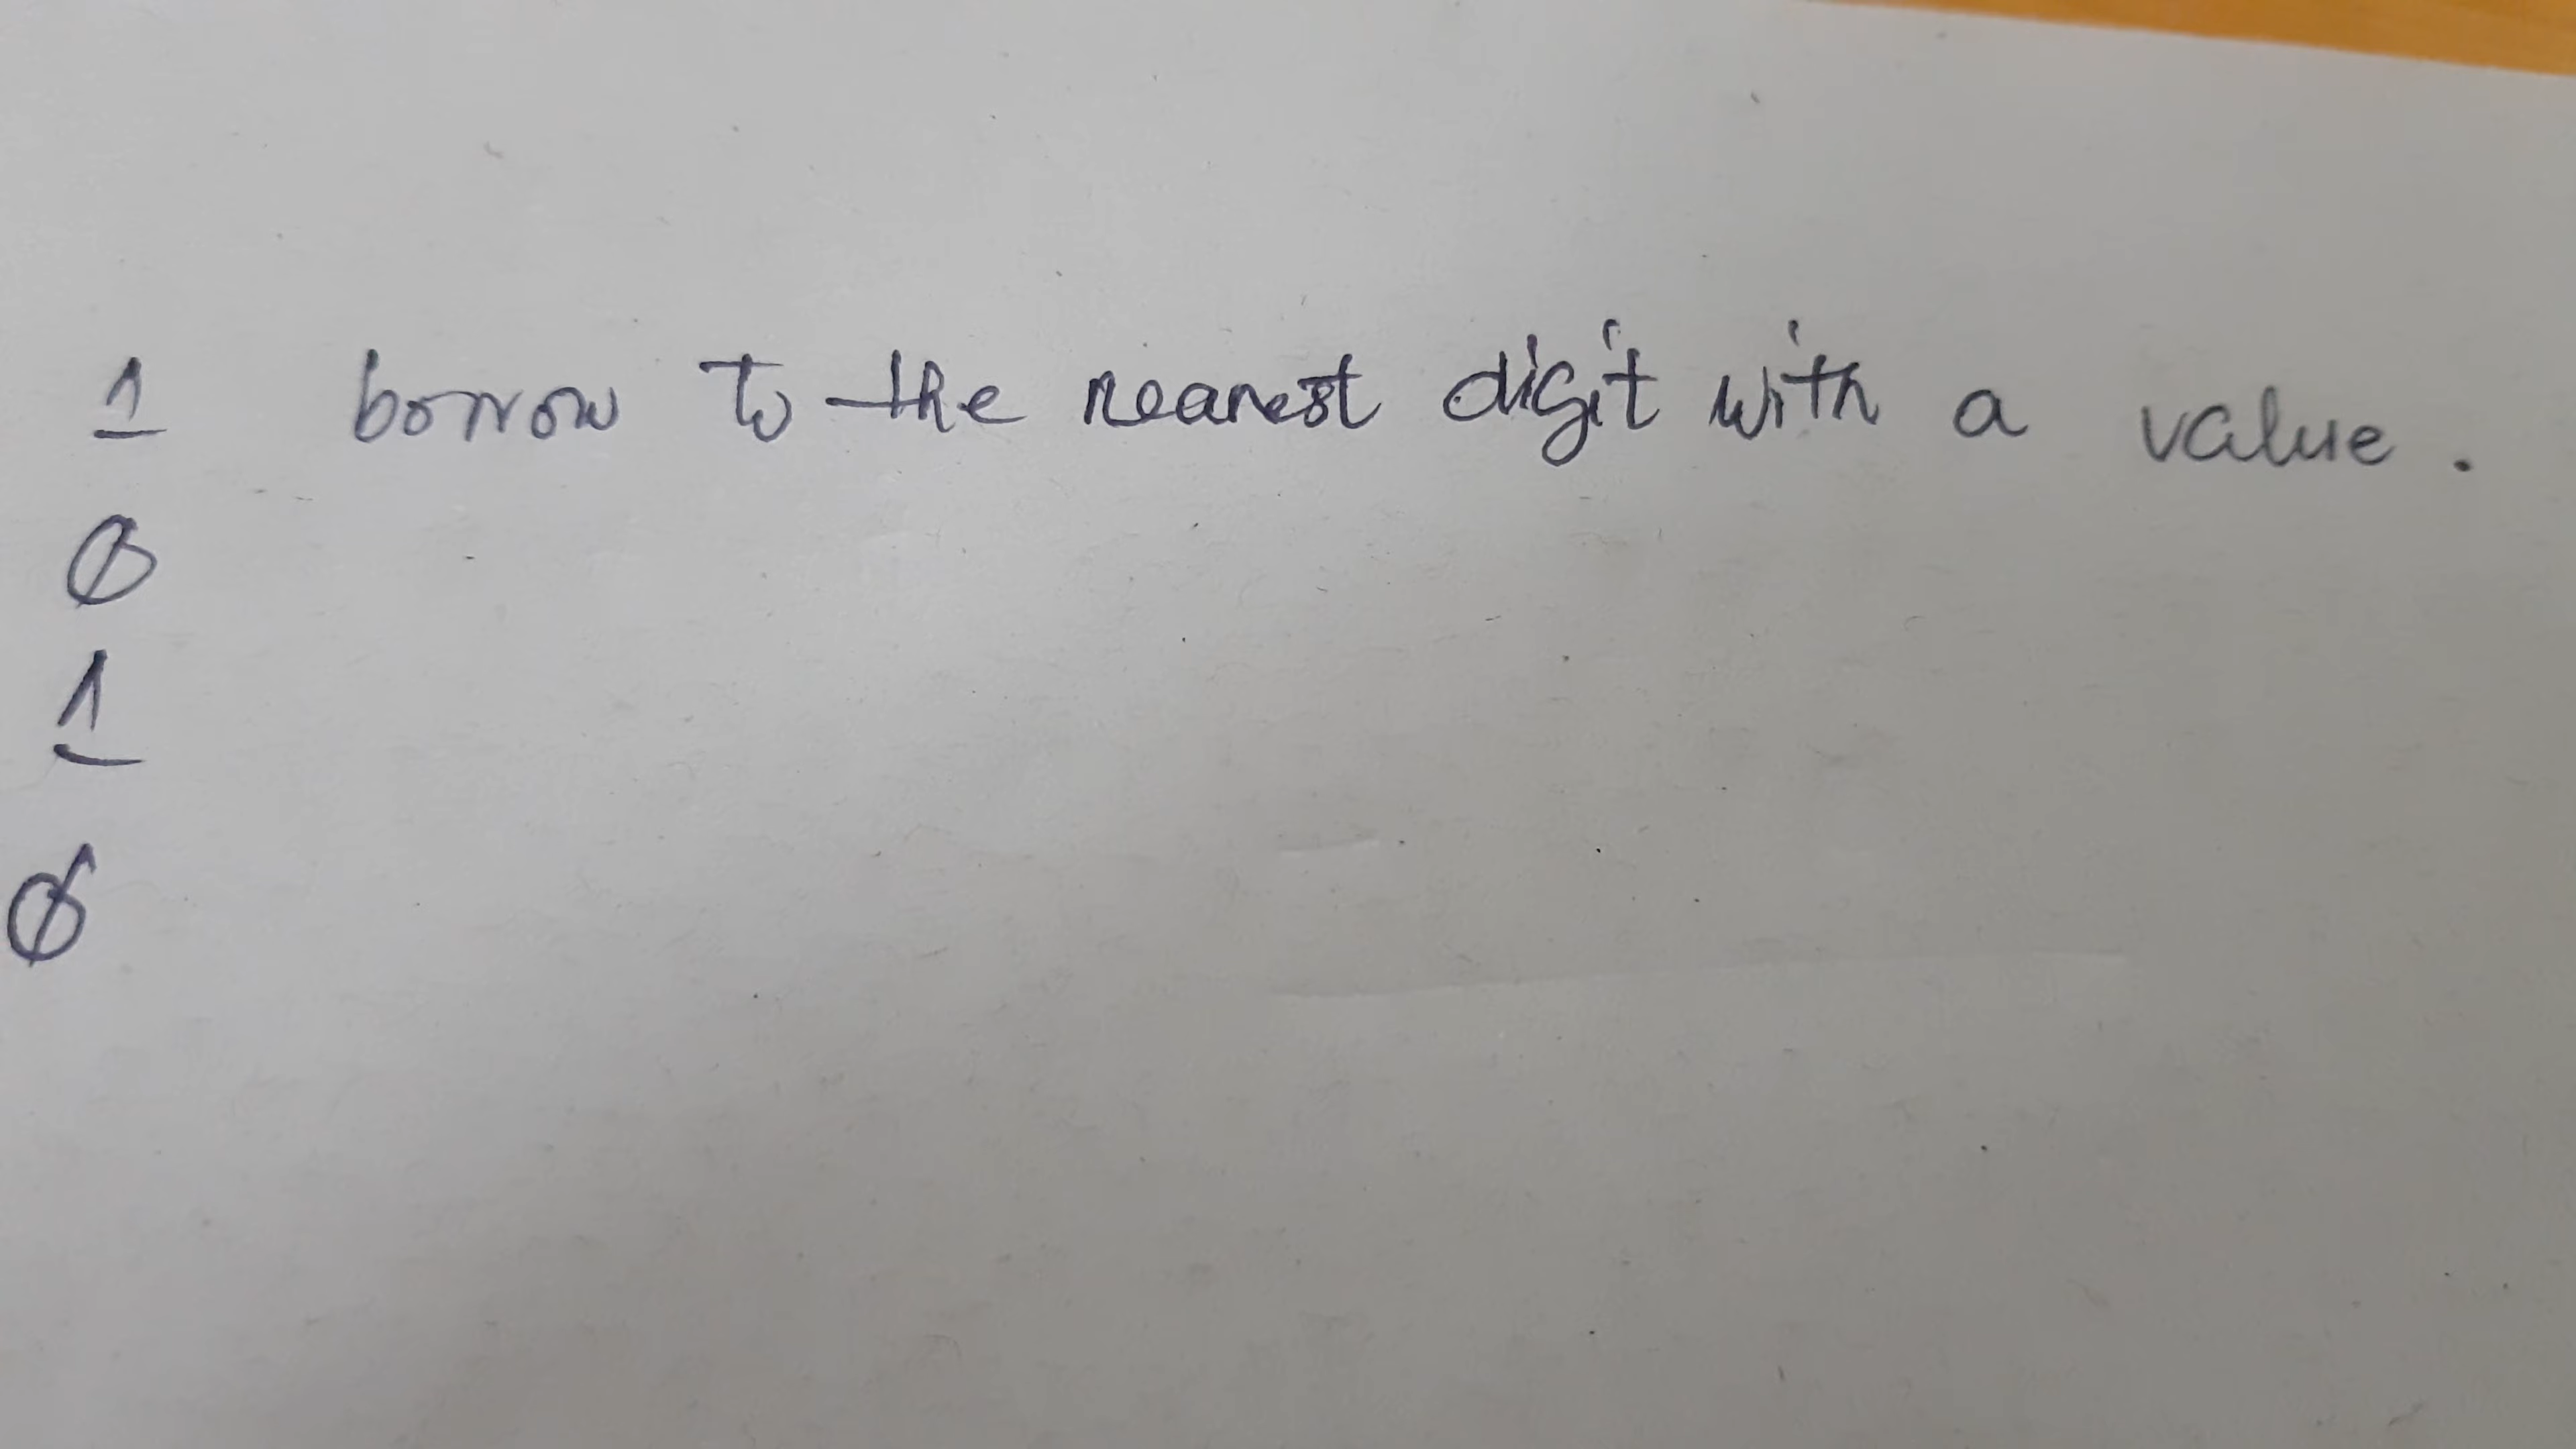 1 borrow to the nearest digit with a value.
0
1
0